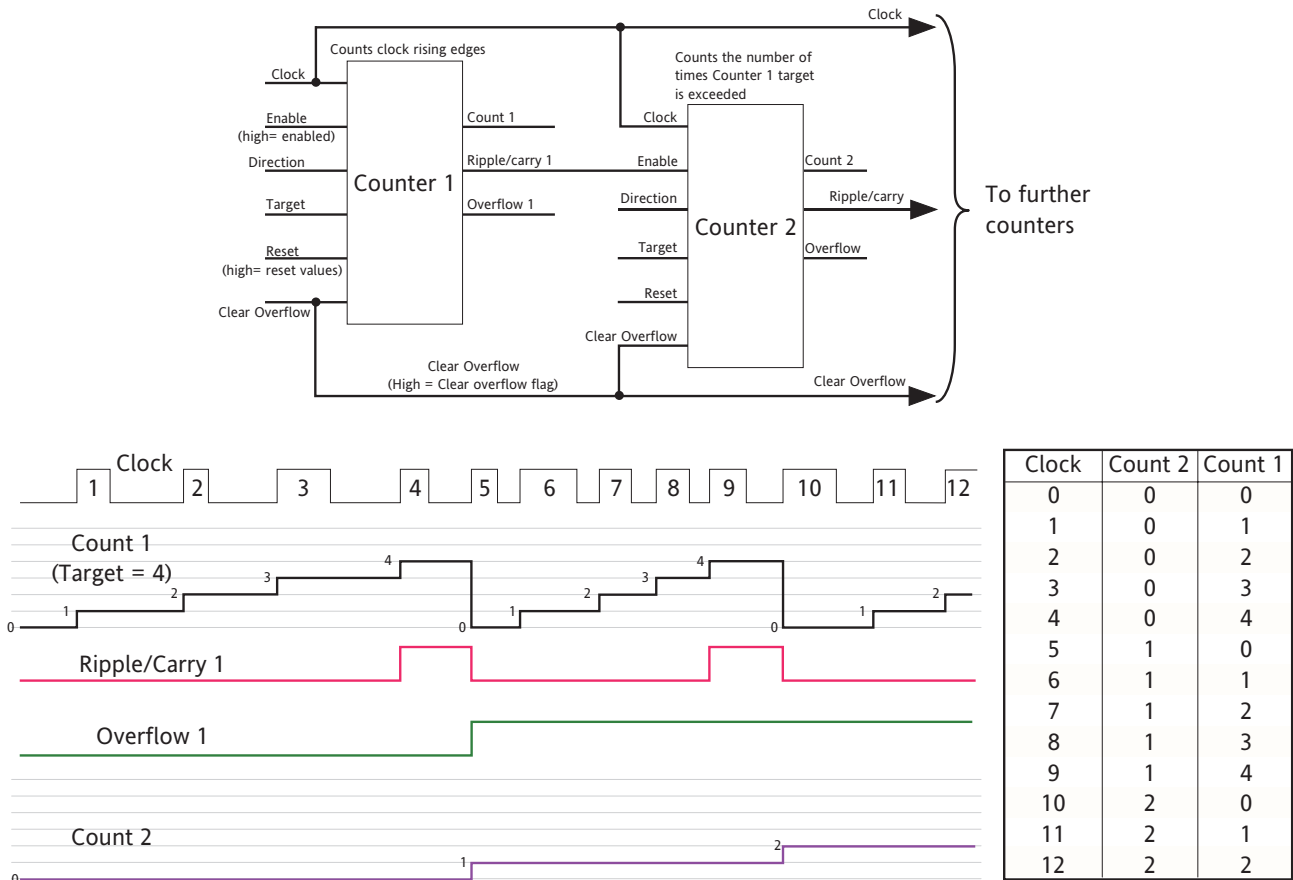 Clock
Counts clock rising edges
Counts the number of
times Counter 1 target
is exceeded
Clock
Enable
(high= enabled)
Direction
Target
Reset
(high= reset values)
Clear Overflow
Counter 1
Count 1
Ripple/carry 1
Overflow 1
Clock
Enable
Direction
Target
Reset
Clear Overflow
Counter 2
Count 2
Ripple/carry
Overflow
To further
counters
Clear Overflow
(High = Clear overflow flag)
Clear Overflow
Clock
1 2 3 4 5 6 7 8 9 10 11 12
Count 1
(Target = 4)
0 1 2 3 4 0 1 2 3 4 0 1 2
Ripple/Carry 1
Overflow 1
Count 2
0 1 2
Clock Count 2 Count 1
0 0 0
1 0 1
2 0 2
3 0 3
4 0 4
5 1 0
6 1 1
7 1 2
8 1 3
9 1 4
10 2 0
11 2 1
12 2 2